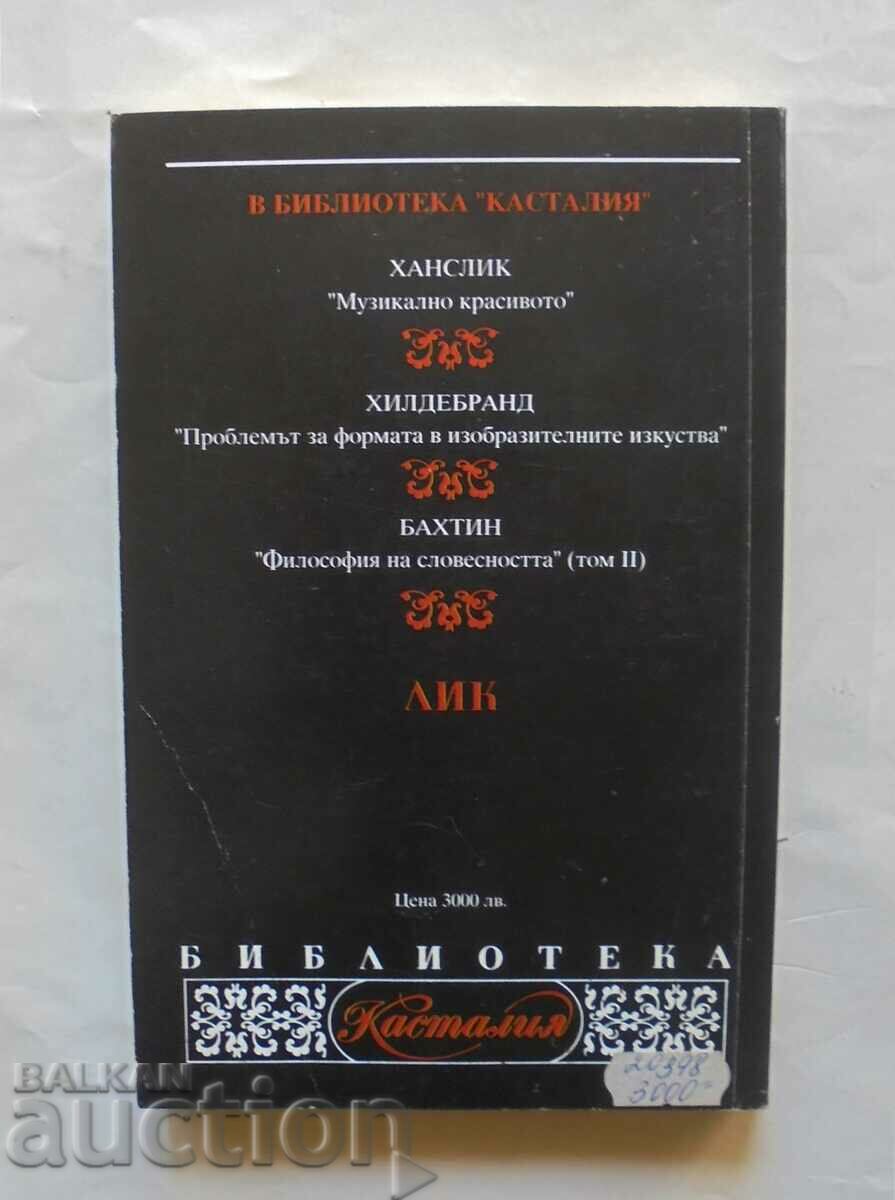 В БИБЛИОТЕКА "КАСТАЛИЯ"
ХАНСЛИК
"Музикално красивото"
ХИЛДЕБРАНД
"Проблемът за формата в изобразителните изкуства"
БАХТИН
"Философия на словесността" (том II)
ЛИК
Цена 3000 лв.
БИБЛИОТЕКА
Касталия
20398
3000
BALKAN
auction